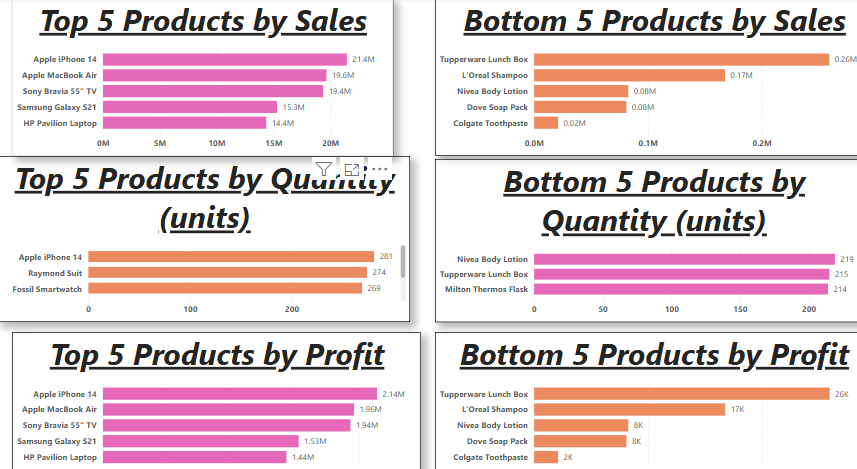 Top 5 Products by Sales
Apple iPhone 14 21.4M
Apple MacBook Air 19.6M
Sony Bravia 55" TV 19.4M
Samsung Galaxy S21 15.3M
HP Pavilion Laptop 14.4M
0M 5M 10M 15M 20M
Bottom 5 Products by Sales
Tupperware Lunch Box 0.26M
L'Oreal Shampoo 0.17M
Nivea Body Lotion 0.08M
Dove Soap Pack 0.08M
Colgate Toothpaste 0.02M
0.0M 0.1M 0.2M
Top 5 Products by Quantity
(units)
Apple iPhone 14 281
Raymond Suit 274
Fossil Smartwatch 269
0 100 200
Bottom 5 Products by
Quantity (units)
Nivea Body Lotion 219
Tupperware Lunch Box 215
Milton Thermos Flask 214
0 50 100 150 200
Top 5 Products by Profit
Apple iPhone 14 2.14M
Apple MacBook Air 1.96M
Sony Bravia 55" TV 1.94M
Samsung Galaxy S21 1.53M
HP Pavilion Laptop 1.44M
Bottom 5 Products by Profit
Tupperware Lunch Box 26K
L'Oreal Shampoo 17K
Nivea Body Lotion 8K
Dove Soap Pack 8K
Colgate Toothpaste 2K